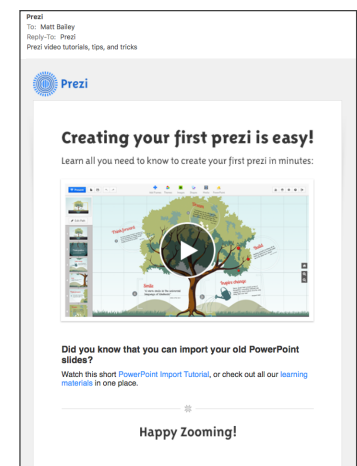 Prezi
To: Matt Bailey
Reply-To: Prezi
Prezi video tutorials, tips, and tricks
Prezi
Creating your first prezi is easy!
Learn all you need to know to create your first prezi in minutes:
Did you know that you can import your old PowerPoint
slides?
Watch this short PowerPoint Import Tutorial, or check out all our learning
materials in one place.
Happy Zooming!